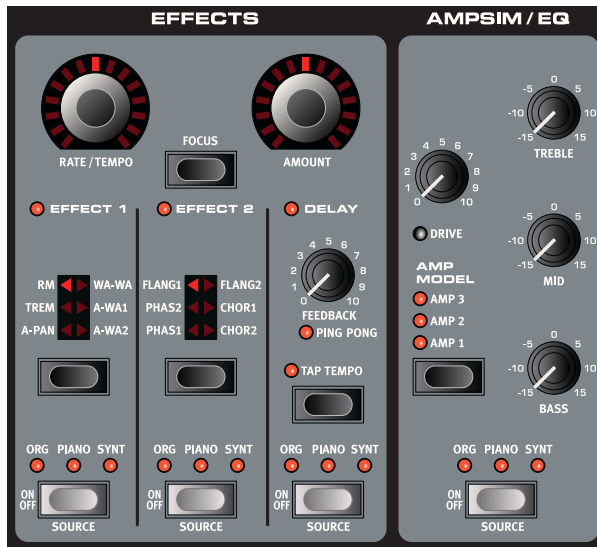 EFFECTS
RATE/TEMPO
FOCUS
AMOUNT
EFFECT 1
EFFECT 2
DELAY
RM
WA-WA
TREM
A-WA1
A-PAN
A-WA2
FLANG1
FLANG2
PHAS2
CHOR1
PHAS1
CHOR2
0 1 2 3 4 5 6 7 8 9 10
FEEDBACK
PING PONG
TAP TEMPO
ORG PIANO SYNT
ON
OFF
SOURCE
ORG PIANO SYNT
ON
OFF
SOURCE
ORG PIANO SYNT
ON
OFF
SOURCE
AMPSIM/EQ
0 1 2 3 4 5 6 7 8 9 10
DRIVE
AMP
MODEL
AMP 3
AMP 2
AMP 1
-15 -10 -5 0 5 10 15
TREBLE
-15 -10 -5 0 5 10 15
MID
-15 -10 -5 0 5 10 15
BASS
ORG PIANO SYNT
ON
OFF
SOURCE